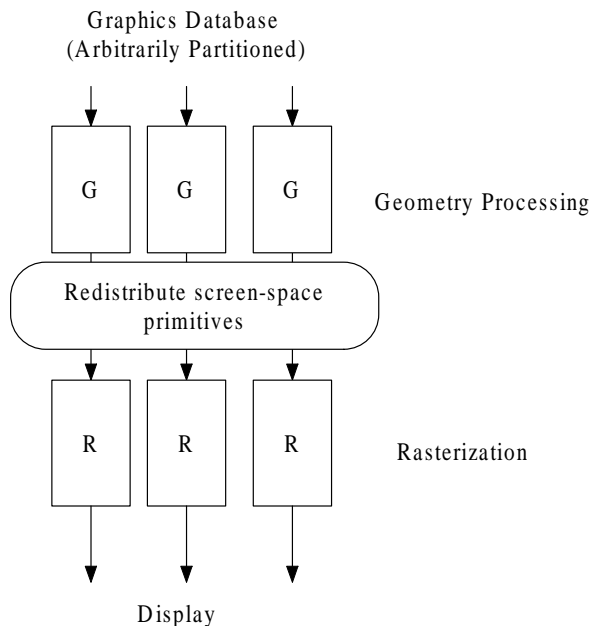 Graphics Database
(Arbitrarily Partitioned)
G G G
Geometry Processing
Redistribute screen-space
primitives
R R R
Rasterization
Display